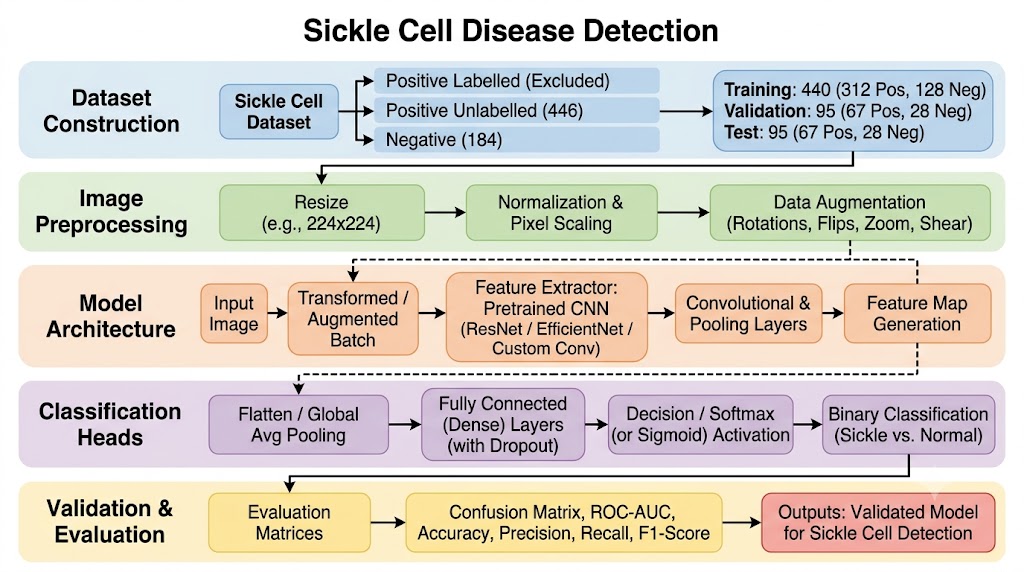 Sickle Cell Disease Detection
Dataset
Construction
Sickle Cell
Dataset
Positive Labelled (Excluded)
Positive Unlabelled (446)
Negative (184)
Training: 440 (312 Pos, 128 Neg)
Validation: 95 (67 Pos, 28 Neg)
Test: 95 (67 Pos, 28 Neg)
Image
Preprocessing
Resize
(e.g., 224x224)
Normalization &
Pixel Scaling
Data Augmentation
(Rotations, Flips, Zoom, Shear)
Model
Architecture
Input
Image
Transformed /
Augmented
Batch
Feature Extractor:
Pretrained CNN
(ResNet / EfficientNet /
Custom Conv)
Convolutional &
Pooling Layers
Feature Map
Generation
Classification
Heads
Flatten / Global
Avg Pooling
Fully Connected
(Dense) Layers
(with Dropout)
Decision / Softmax
(or Sigmoid) Activation
Binary Classification
(Sickle vs. Normal)
Validation &
Evaluation
Evaluation
Matrices
Confusion Matrix, ROC-AUC,
Accuracy, Precision, Recall, F1-Score
Outputs: Validated Model
for Sickle Cell Detection